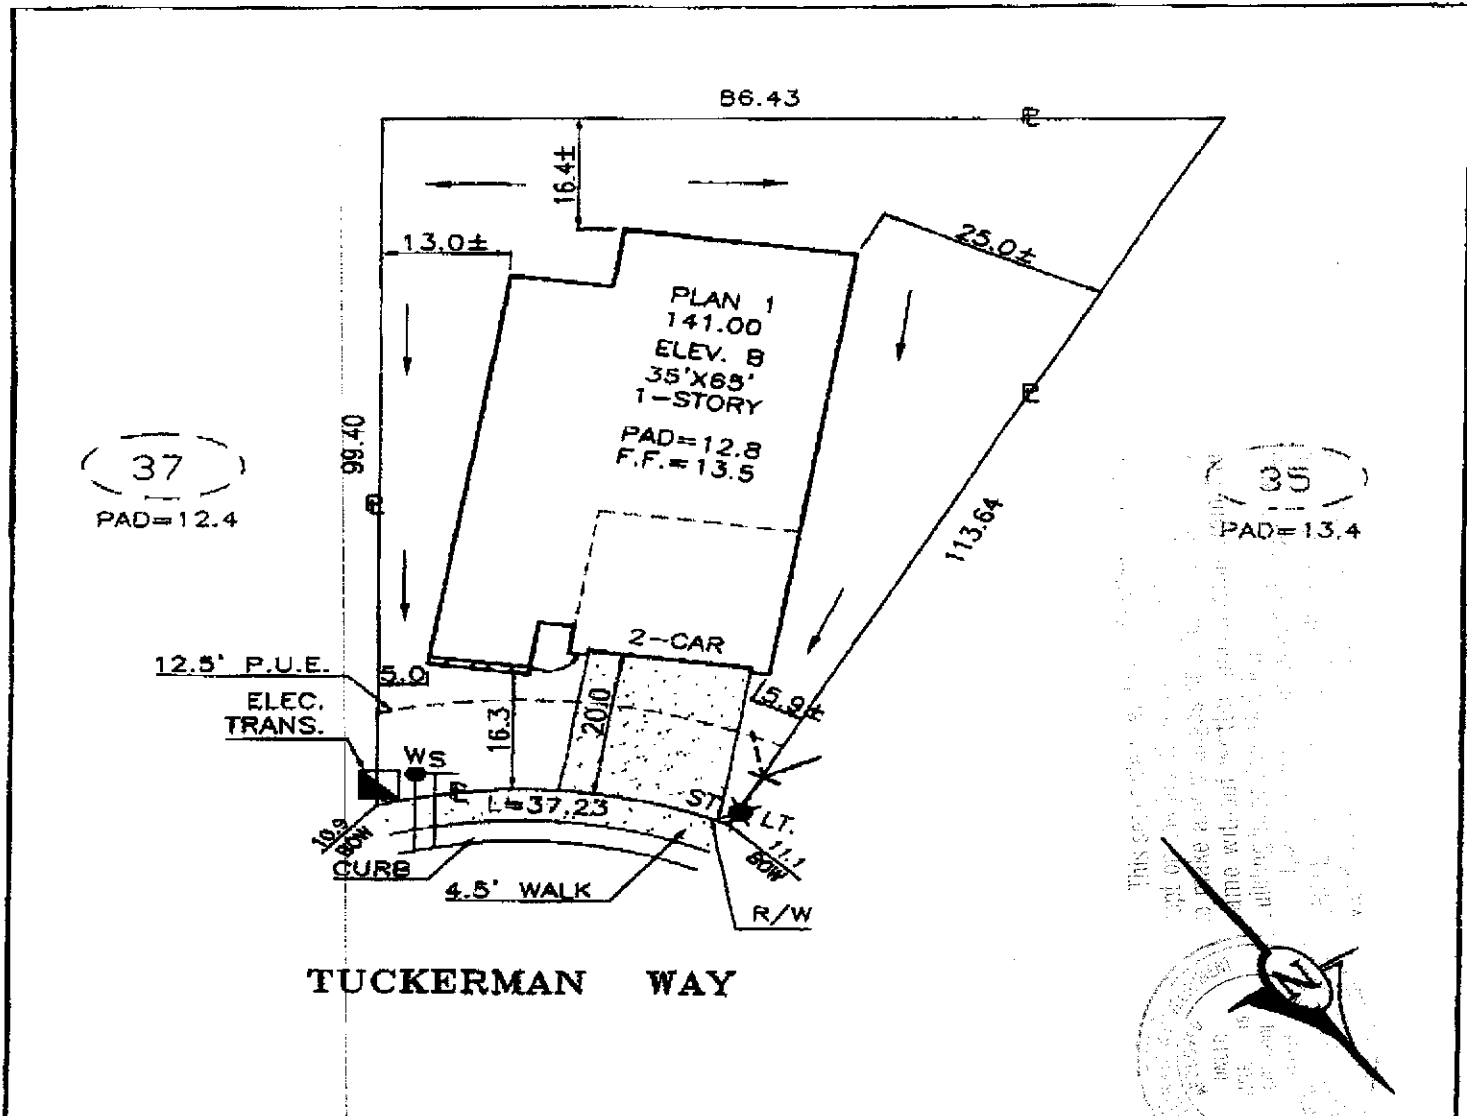 86.43
16.4±
13.0±
25.0±
PLAN 1
141.00
ELEV. B
35'X65'
1-STORY
PAD=12.8
F.F.=13.5
99.40
37
PAD=12.4
35
PAD=13.4
113.64
2-CAR
12.5' P.U.E.
5.0
ELEC.
TRANS.
16.3
20.0
5.9±
W S
E
L=37.23
ST. LT.
10.9
BOW
11.1
BOW
CURB
4.5' WALK
R/W
TUCKERMAN WAY
This
N